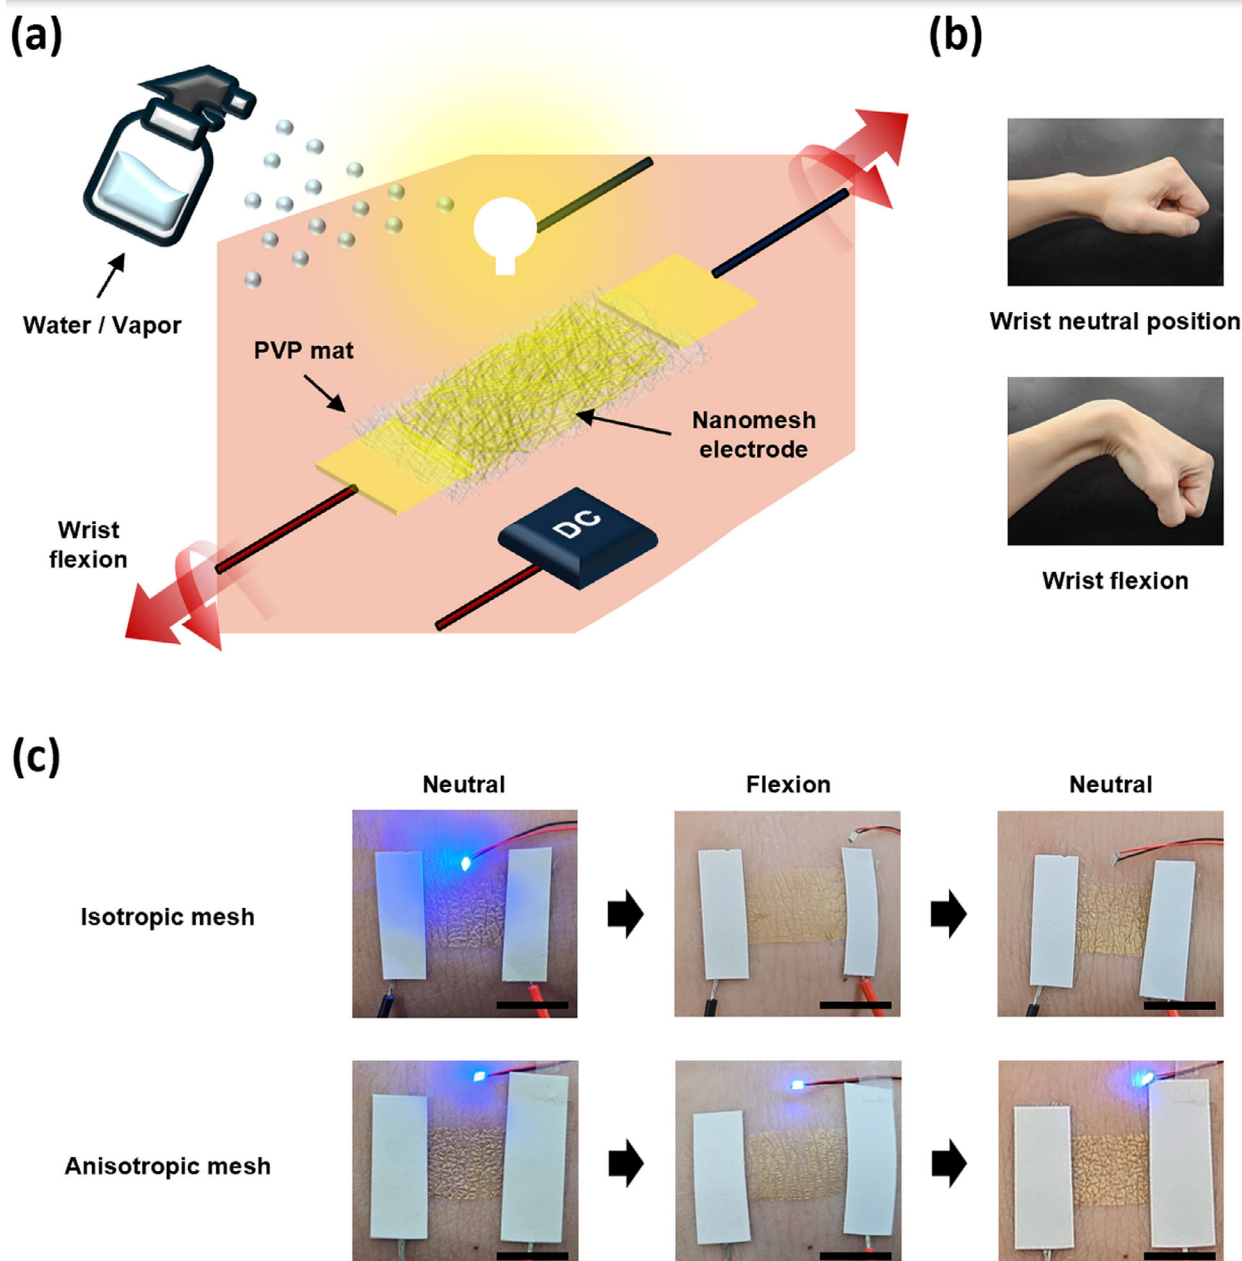 (a)
(b)
Water / Vapor
PVP mat
Nanomesh
electrode
DC
Wrist
flexion
Wrist neutral position
Wrist flexion
(c)
Neutral
Flexion
Neutral
Isotropic mesh
Anisotropic mesh